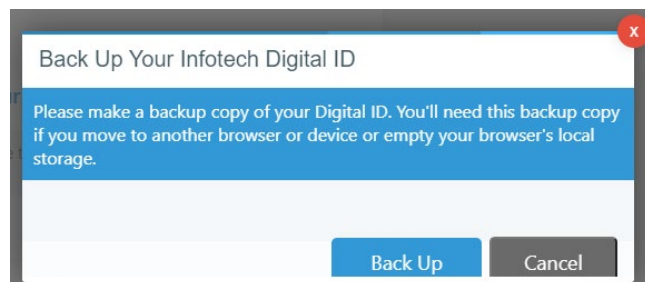 X
Back Up Your Infotech Digital ID
Please make a backup copy of your Digital ID. You'll need this backup copy
if you move to another browser or device or empty your browser's local
storage.
Back Up
Cancel